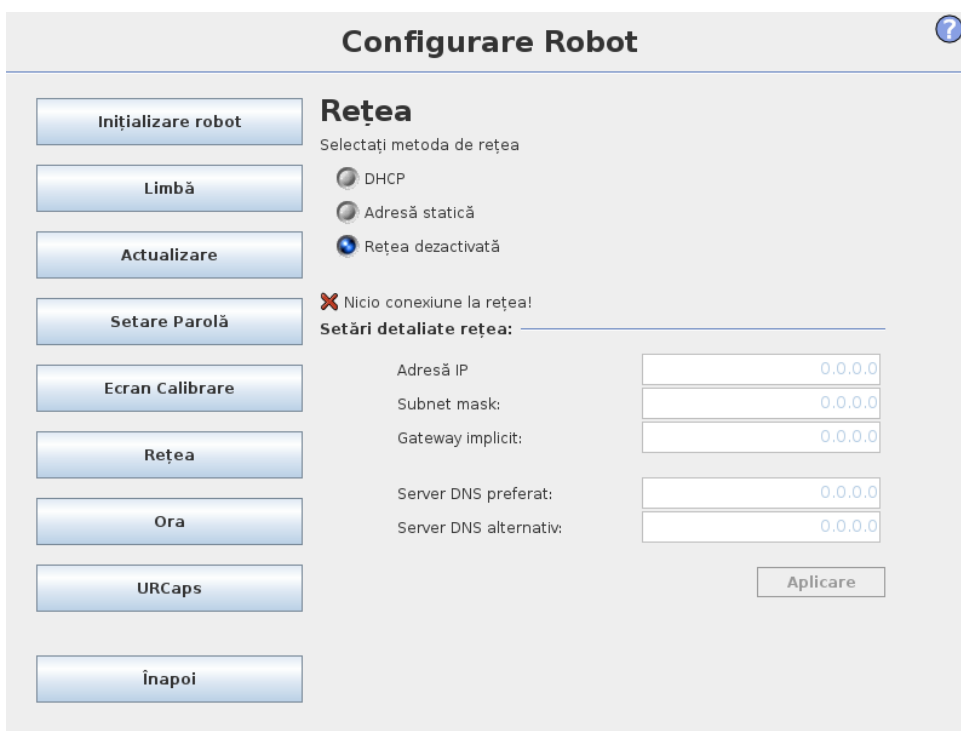 Configurare Robot
?
Inițializare robot
Limbă
Actualizare
Setare Parolă
Ecran Calibrare
Rețea
Ora
URCaps
Înapoi
Rețea
Selectați metoda de rețea
DHCP
Adresă statică
Rețea dezactivată
Nicio conexiune la rețea!
Setări detaliate rețea:
Adresă IP 0.0.0.0
Subnet mask: 0.0.0.0
Gateway implicit: 0.0.0.0
Server DNS preferat: 0.0.0.0
Server DNS alternativ: 0.0.0.0
Aplicare